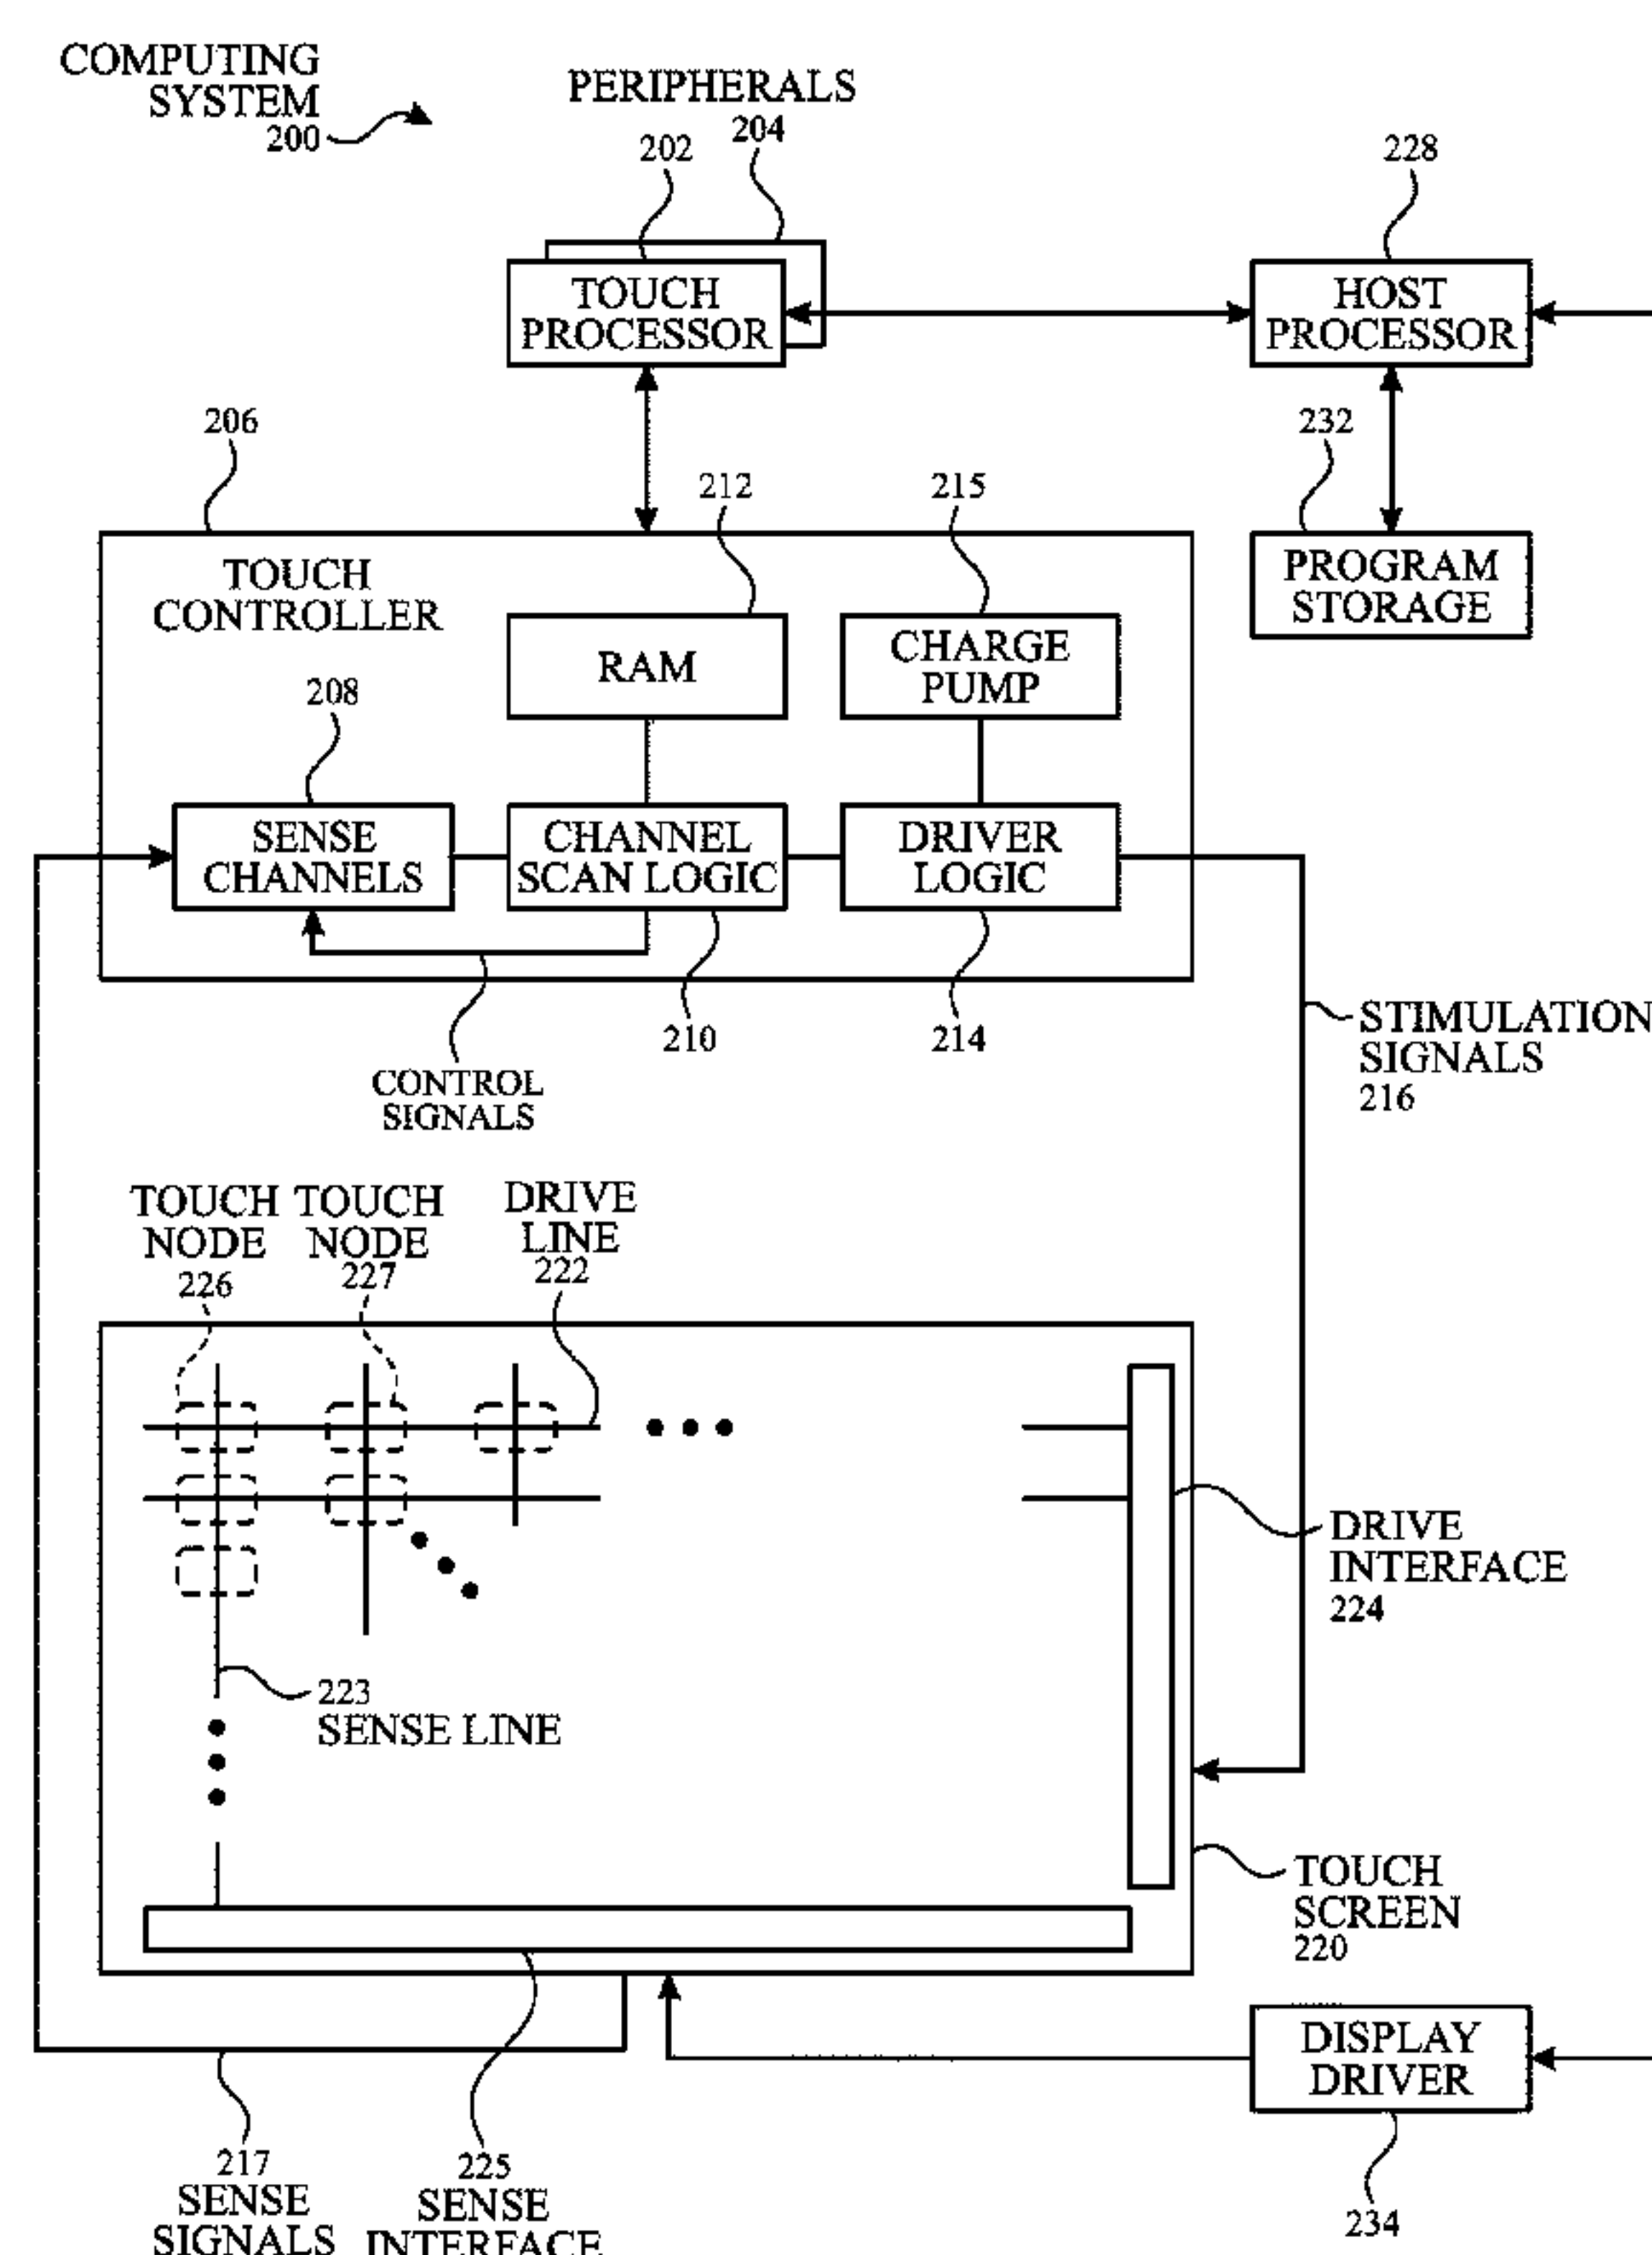 COMPUTING
SYSTEM
200
PERIPHERALS
204
202
228
TOUCH
PROCESSOR
HOST
PROCESSOR
206
232
212
215
TOUCH
CONTROLLER
PROGRAM
STORAGE
RAM
CHARGE
PUMP
208
SENSE
CHANNELS
CHANNEL
SCAN LOGIC
DRIVER
LOGIC
210
214
STIMULATION
SIGNALS
216
CONTROL
SIGNALS
TOUCH
NODE
226
TOUCH
NODE
227
DRIVE
LINE
222
DRIVE
INTERFACE
224
223
SENSE LINE
TOUCH
SCREEN
220
DISPLAY
DRIVER
217
SENSE
SIGNALS
225
SENSE
INTERFACE
234